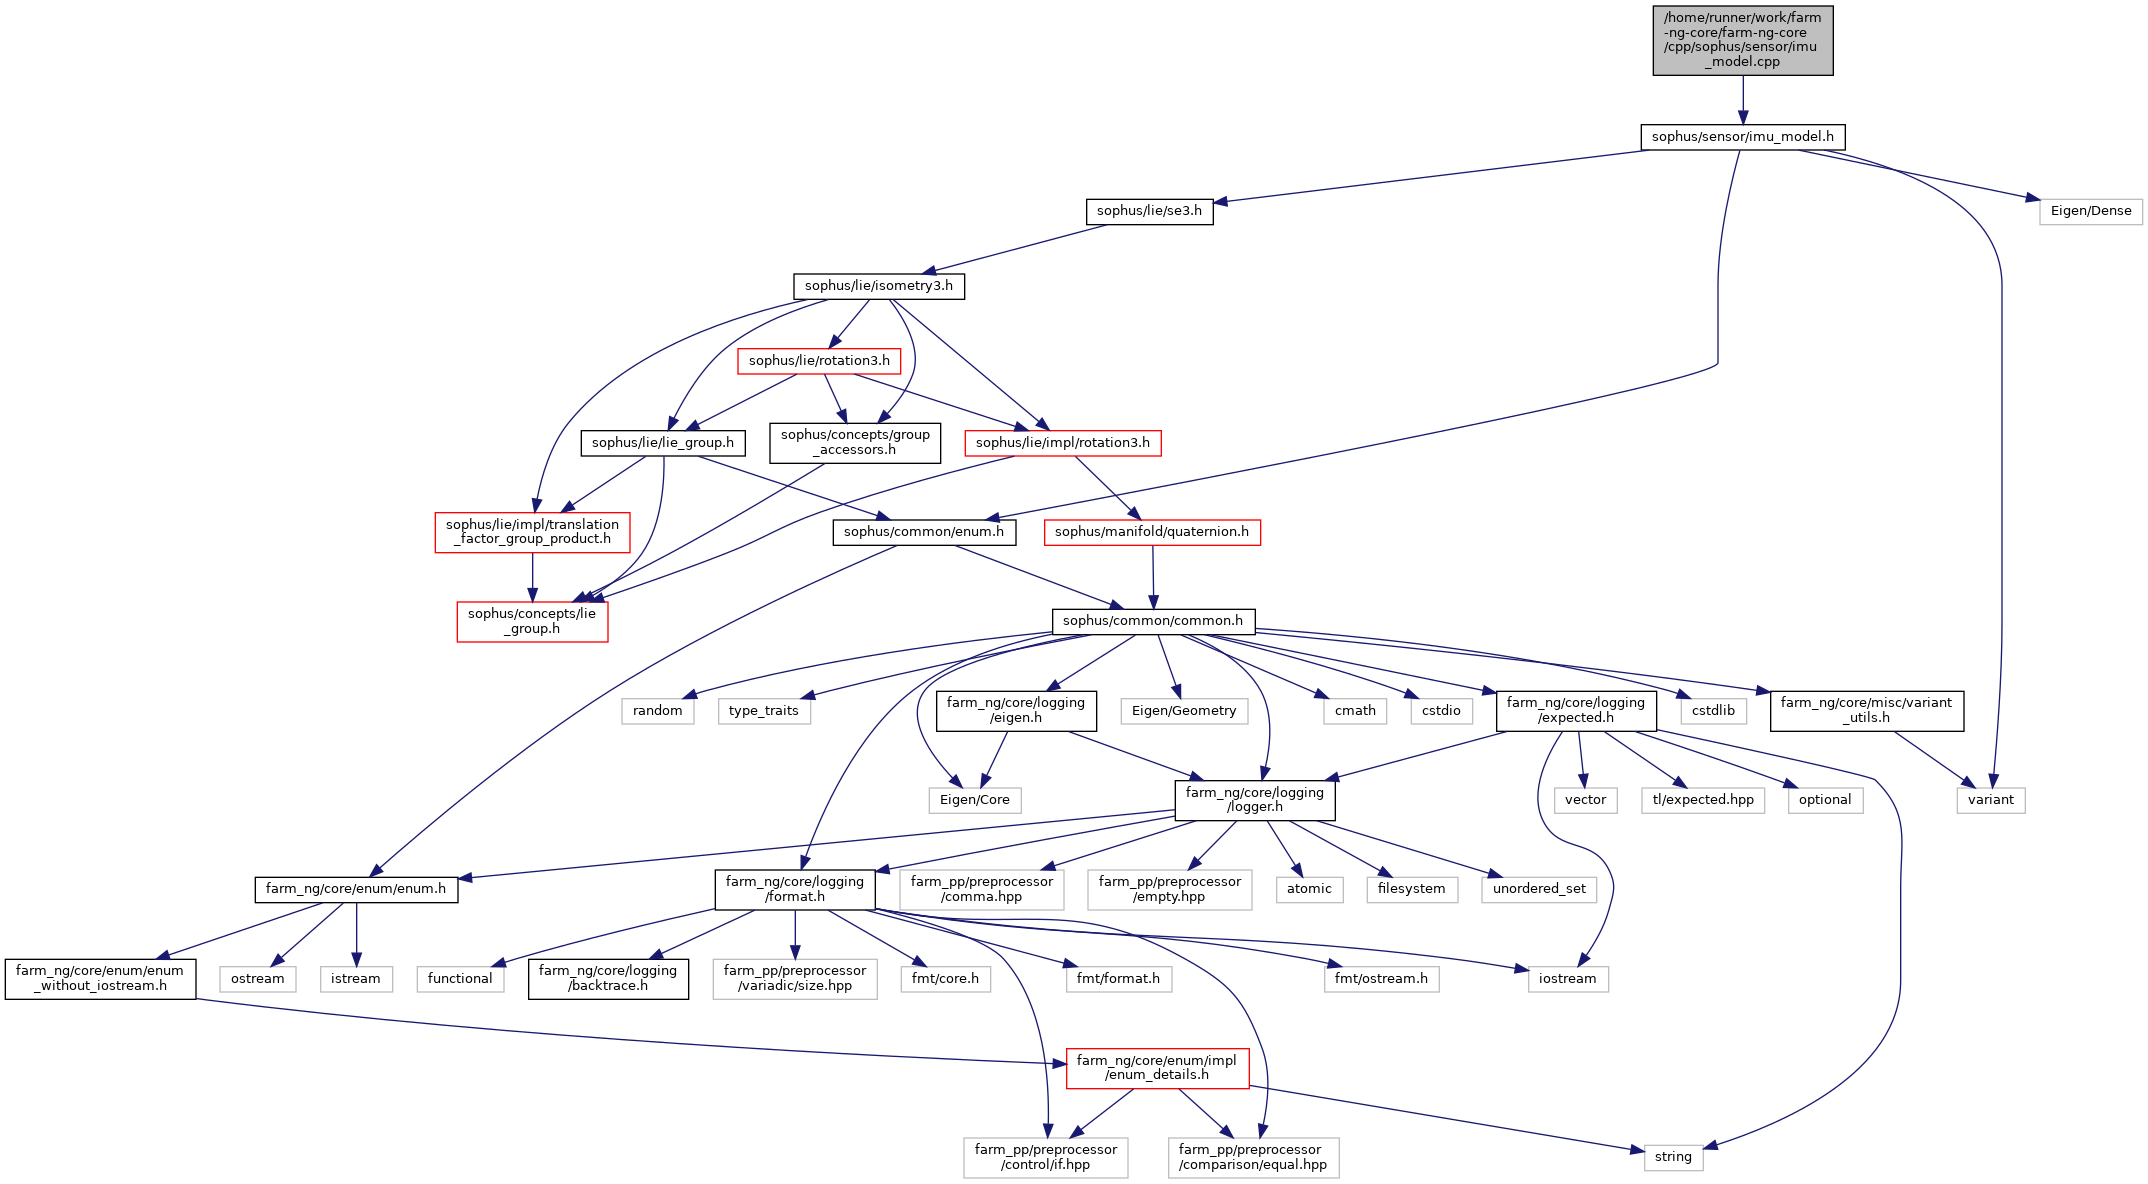 /home/runner/work/farm
-ng-core/farm-ng-core
/cpp/sophus/sensor/imu
_model.cpp
sophus/sensor/imu_model.h
sophus/lie/se3.h
Eigen/Dense
sophus/lie/isometry3.h
sophus/lie/rotation3.h
sophus/lie/lie_group.h
sophus/concepts/group
_accessors.h
sophus/lie/impl/rotation3.h
sophus/lie/impl/translation
_factor_group_product.h
sophus/common/enum.h
sophus/manifold/quaternion.h
sophus/concepts/lie
_group.h
sophus/common/common.h
random
type_traits
farm_ng/core/logging
/eigen.h
Eigen/Geometry
cmath
cstdio
farm_ng/core/logging
/expected.h
cstdlib
farm_ng/core/misc/variant
_utils.h
Eigen/Core
farm_ng/core/logging
/logger.h
vector
tl/expected.hpp
optional
variant
farm_ng/core/enum/enum.h
farm_ng/core/logging
/format.h
farm_pp/preprocessor
/comma.hpp
farm_pp/preprocessor
/empty.hpp
atomic
filesystem
unordered_set
farm_ng/core/enum/enum
_without_iostream.h
ostream
istream
functional
farm_ng/core/logging
/backtrace.h
farm_pp/preprocessor
/variadic/size.hpp
fmt/core.h
fmt/format.h
fmt/ostream.h
iostream
farm_ng/core/enum/impl
/enum_details.h
farm_pp/preprocessor
/control/if.hpp
farm_pp/preprocessor
/comparison/equal.hpp
string